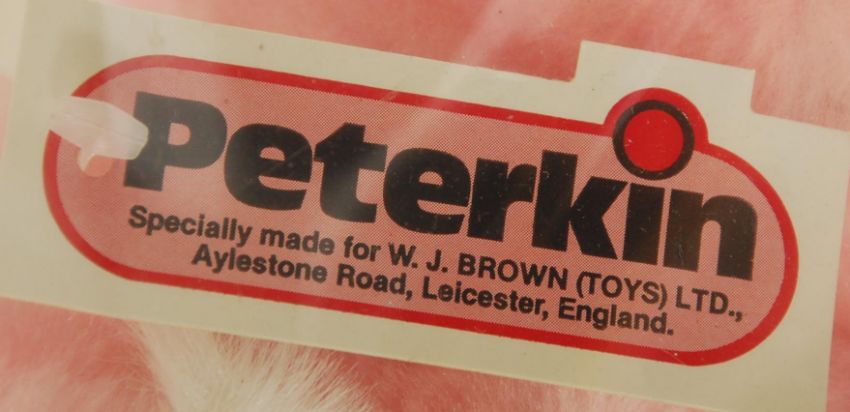 Peterkin
Specially made for W. J. BROWN (TOYS) LTD.,
Aylestone Road, Leicester, England.